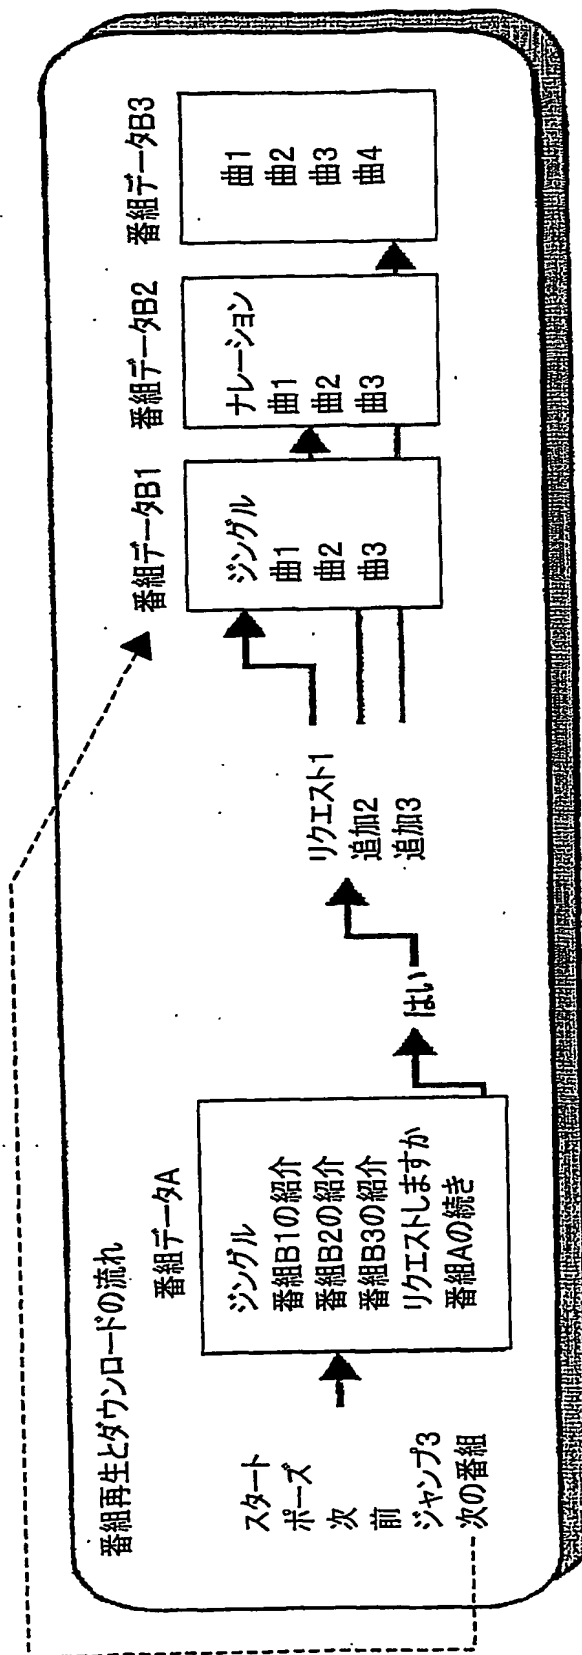 番組再生とダウンロードの流れ
スタート
ポーズ
次
前
ジャンプ3
次の番組
番組データA
ジングル
番組B1の紹介
番組B2の紹介
番組B3の紹介
リクエストしますか
番組Aの続き
はい
リクエスト1
追加2
追加3
番組データB1
ジングル
曲1
曲2
曲3
番組データB2
ナレーション
曲1
曲2
曲3
番組データB3
曲1
曲2
曲3
曲4